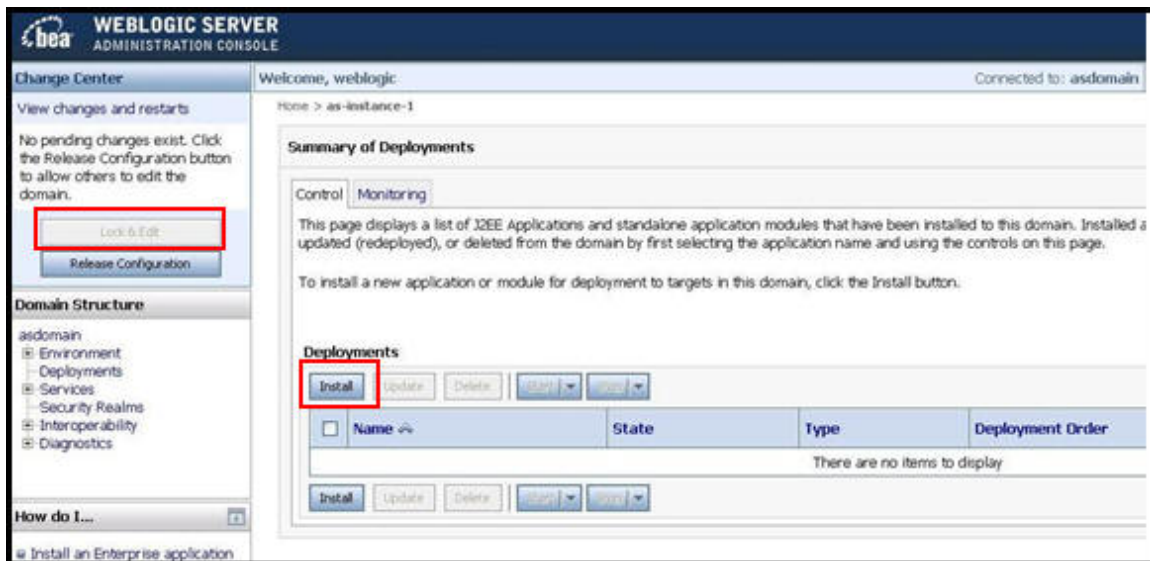 bea
WEBLOGIC SERVER
ADMINISTRATION CONSOLE
Change Center
View changes and restarts
No pending changes exist. Click
the Release Configuration button
to allow others to edit the
domain.
Lock & Edit
Release Configuration
Domain Structure
asdomain
Environment
Deployments
Services
Security Realms
Interoperability
Diagnostics
How do I...
Install an Enterprise application
Welcome, weblogic
Connected to: asdomain
Home > as-instance-1
Summary of Deployments
Control Monitoring
This page displays a list of J2EE Applications and standalone application modules that have been installed to this domain. Installed a
updated (redeployed), or deleted from the domain by first selecting the application name and using the controls on this page.
To install a new application or module for deployment to targets in this domain, click the Install button.
Deployments
Install Update Delete
Name State Type Deployment Order
There are no items to display
Install Update Delete